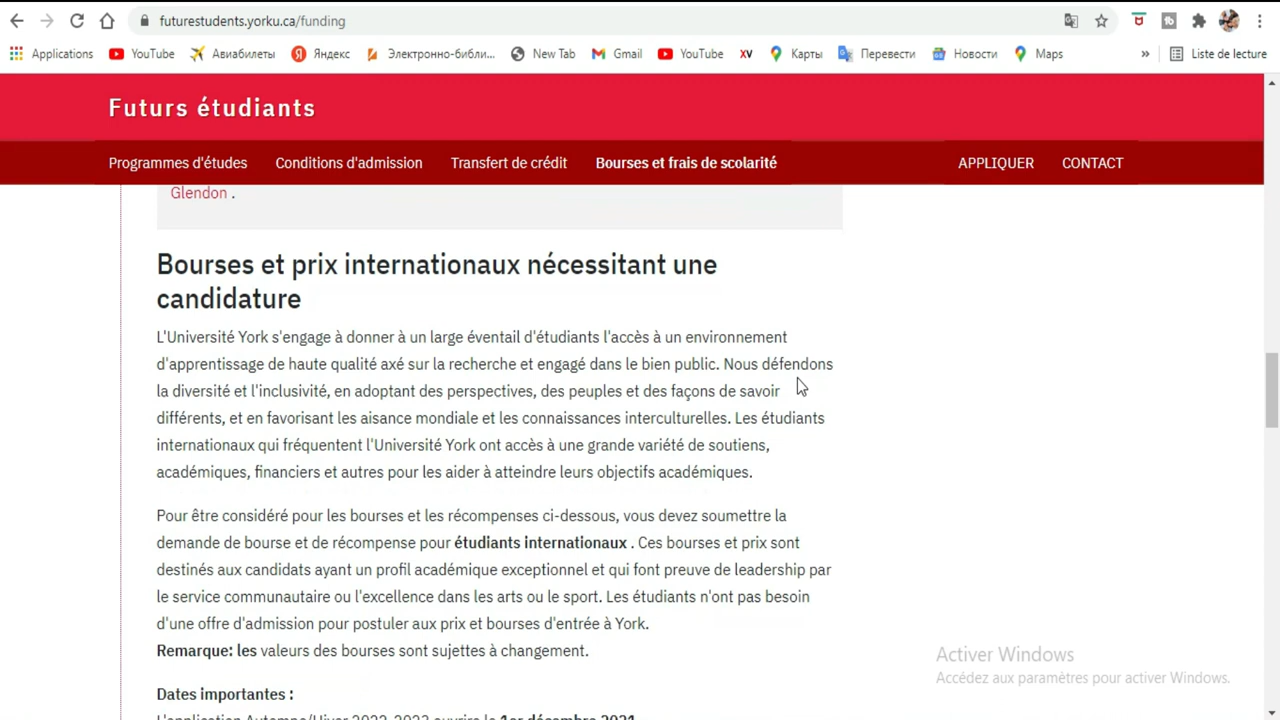 futurestudents.yorku.ca/funding
Applications YouTube Авиабилеты Яндекс Электронно-библи... New Tab Gmail YouTube XV Карты Перевести Новости Maps » Liste de lecture
Futurs étudiants
Programmes d'études Conditions d'admission Transfert de crédit Bourses et frais de scolarité APPLIQUER CONTACT
Glendon .
Bourses et prix internationaux nécessitant une
candidature
L'Université York s'engage à donner à un large éventail d'étudiants l'accès à un environnement
d'apprentissage de haute qualité axé sur la recherche et engagé dans le bien public. Nous défendons
la diversité et l'inclusivité, en adoptant des perspectives, des peuples et des façons de savoir
différents, et en favorisant les aisance mondiale et les connaissances interculturelles. Les étudiants
internationaux qui fréquentent l'Université York ont accès à une grande variété de soutiens,
académiques, financiers et autres pour les aider à atteindre leurs objectifs académiques.
Pour être considéré pour les bourses et les récompenses ci-dessous, vous devez soumettre la
demande de bourse et de récompense pour étudiants internationaux . Ces bourses et prix sont
destinés aux candidats ayant un profil académique exceptionnel et qui font preuve de leadership par
le service communautaire ou l'excellence dans les arts ou le sport. Les étudiants n'ont pas besoin
d'une offre d'admission pour postuler aux prix et bourses d'entrée à York.
Remarque: les valeurs des bourses sont sujettes à changement.
Activer Windows
Accédez aux paramètres pour activer Windows.
Dates importantes :
L'application Automne/Hiver 2022-2023 ouvrira le 1er décembre 2021